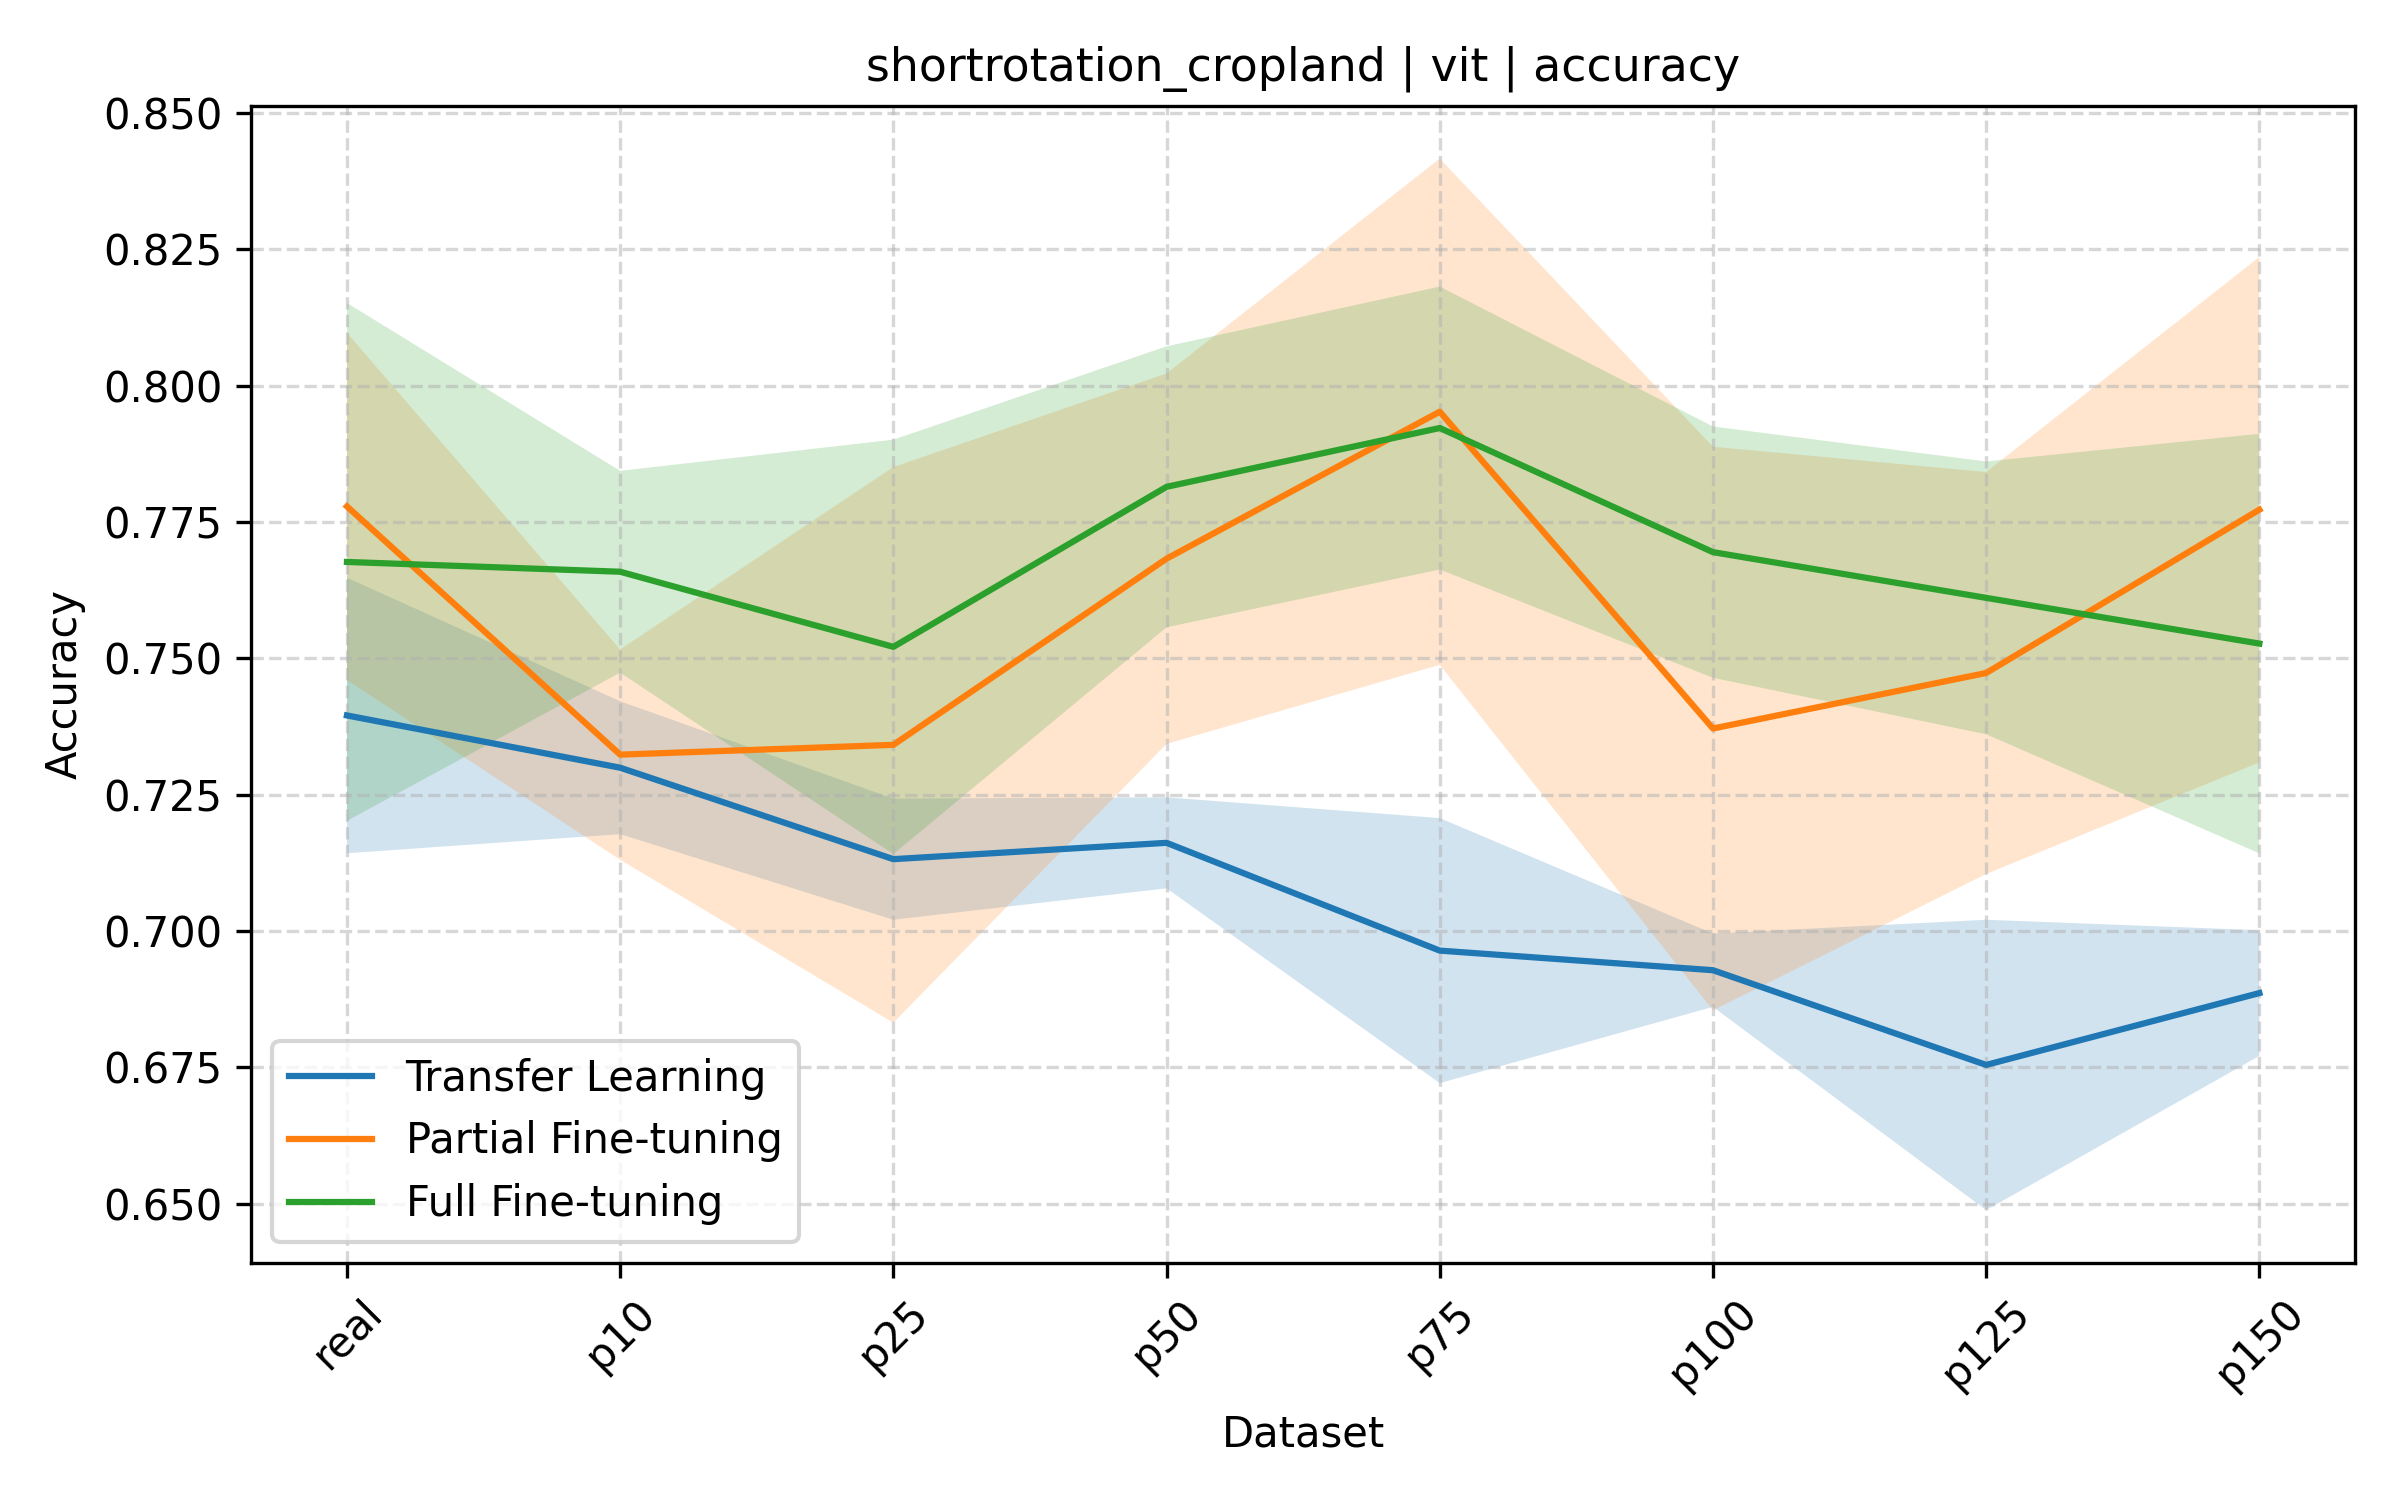 shortrotation_cropland | vit | accuracy
0.850
0.825
0.800
0.775
0.750
0.725
0.700
0.675
0.650
Accuracy
Transfer Learning
Partial Fine-tuning
Full Fine-tuning
real
p10
p25
p50
p75
p100
p125
p150
Dataset